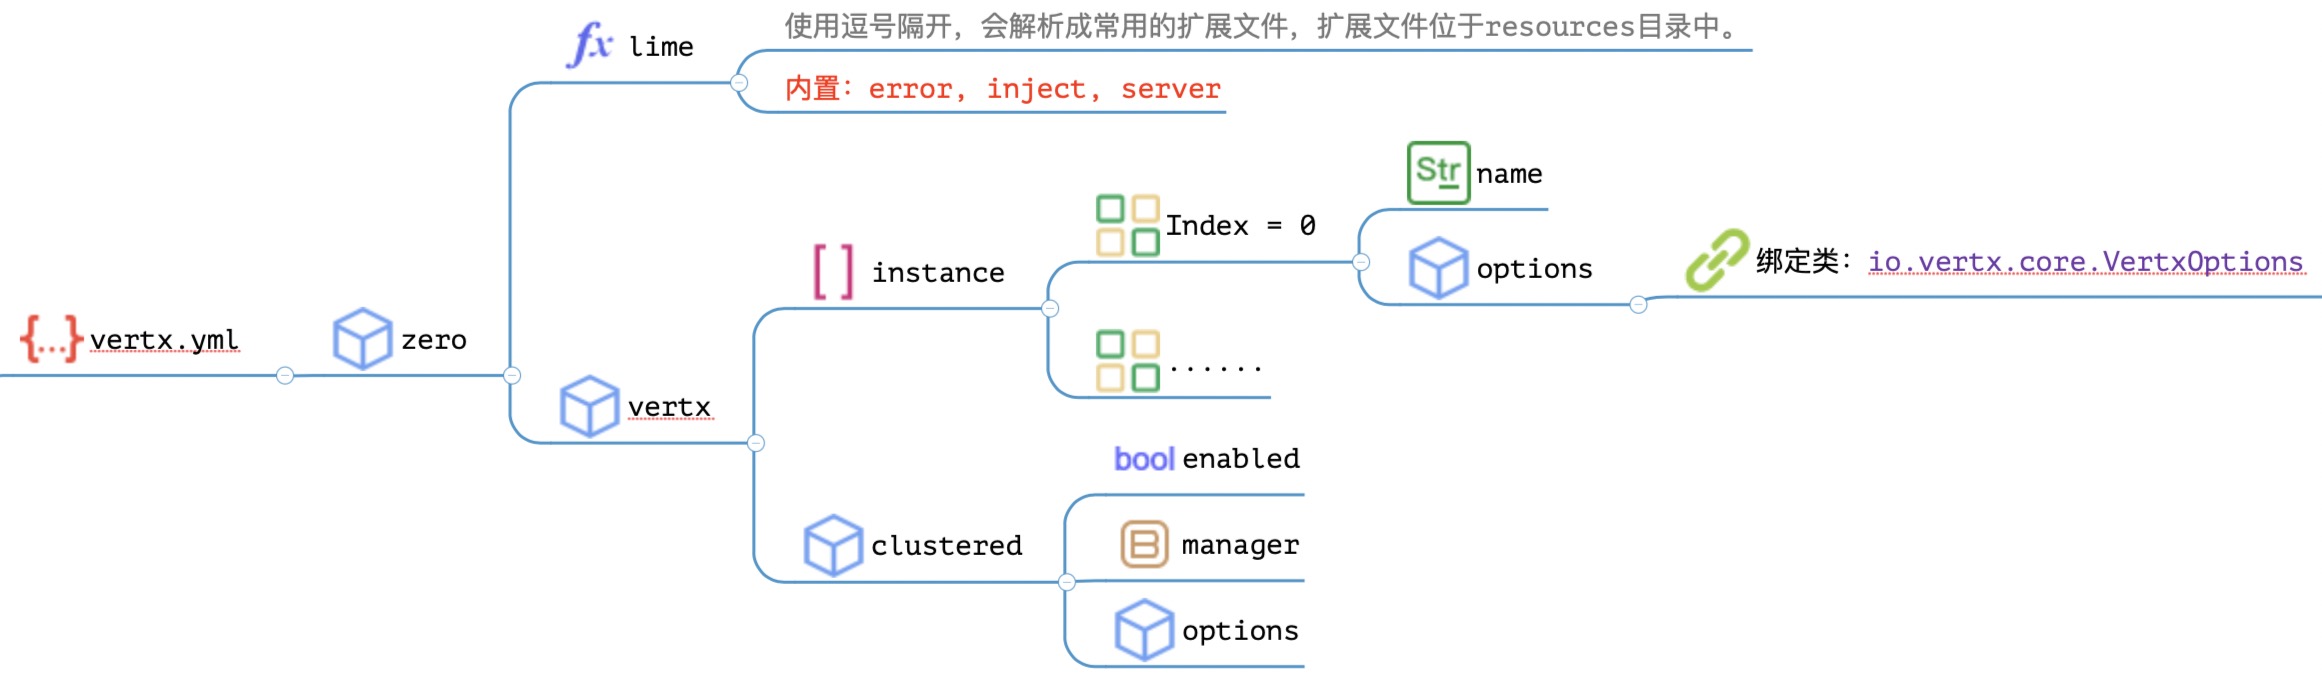 使用逗号隔开，会解析成常用的扩展文件，扩展文件位于resources目录中。
fx lime
内置：error, inject, server
Str name
Index = 0
绑定类：io.vertx.core.VertxOptions
options
[ ] instance
{...} vertx.yml
zero
......
vertx
bool enabled
clustered
B manager
options